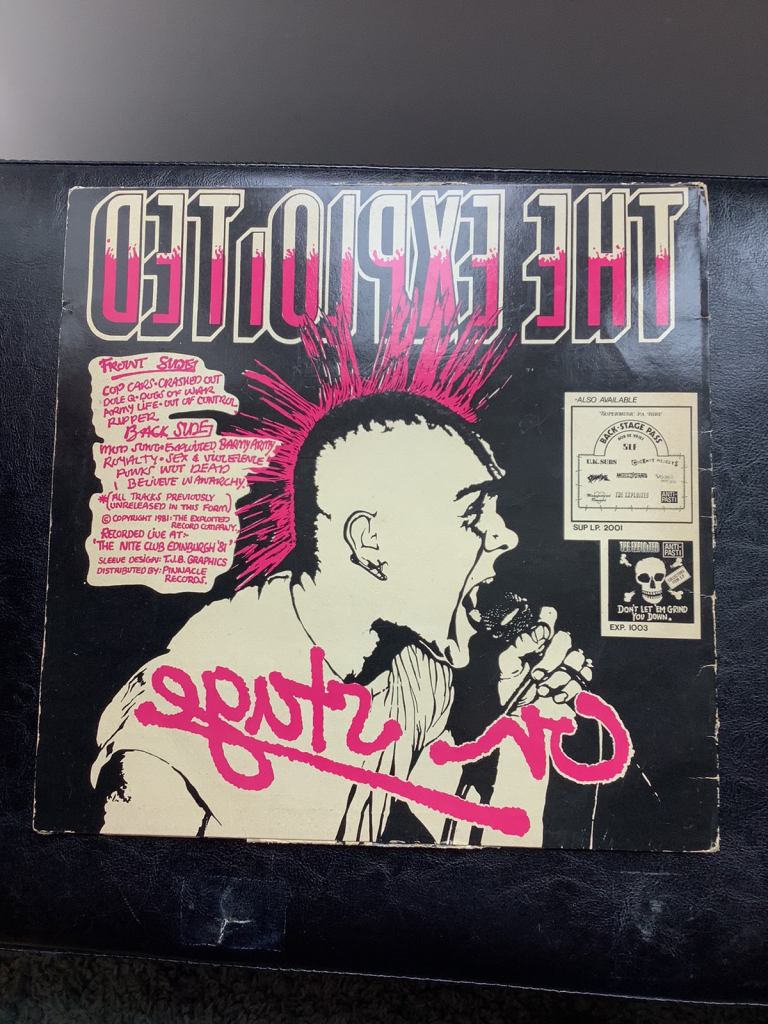 THE EXPLOITED
FRONT SIDE:
COP CARS • CRASHED OUT
DOLE Q • DOGS OF WAR
ARMY LIFE • OUT OF CONTROL
RIPPER
BACK SIDE:
MOD SONG • EXPLOITED BARMY ARMY
ROYALTY • SEX & VIOLENCE
PUNKS NOT DEAD
I BELIEVE IN ANARCHY.
*(ALL TRACKS PREVIOUSLY
UNRELEASED IN THIS FORM)
© COPYRIGHT 1981: THE EXPLOITED
RECORD COMPANY.
RECORDED LIVE AT:-
'THE NITE CLUB EDINBURGH '81'
SLEEVE DESIGN: T.J.B. GRAPHICS
DISTRIBUTED BY: PINNACLE
RECORDS.
-ALSO AVAILABLE
BACK-STAGE PASS
U.K. SUBS
THE EXPLOITED
ANTI-
PASTI
SUP LP. 2001
THE EXPLOITED
ANTI-
PASTI
DON'T LET 'EM GRIND
YOU DOWN.
EXP. 1003
On stage